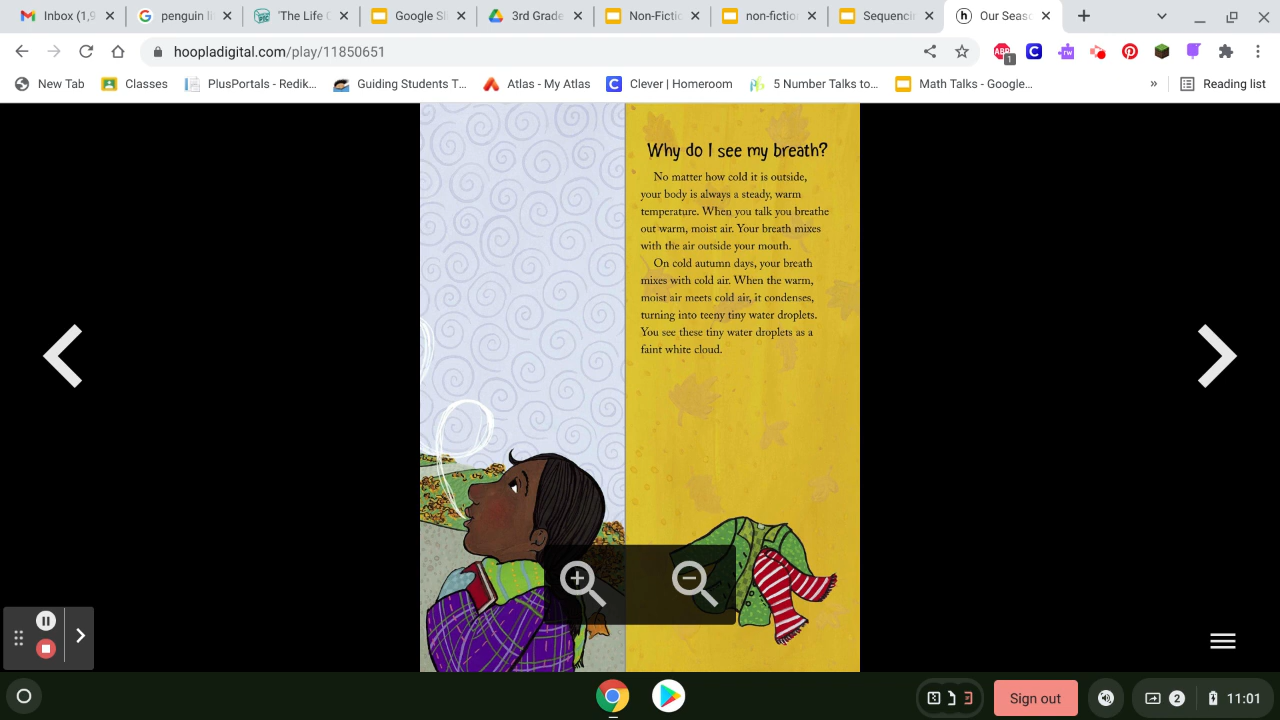 Inbox (1,9
penguin li
"The Life C
Google Sl
3rd Grade
Non-Fictio
non-fiction
Sequencin
Our Seaso
hoopladigital.com/play/11850651
New Tab
Classes
PlusPortals - Redik...
Guiding Students T...
Atlas - My Atlas
Clever | Homeroom
5 Number Talks to...
Math Talks - Google...
»
Reading list
Why do I see my breath?
No matter how cold it is outside,
your body is always a steady, warm
temperature. When you talk you breathe
out warm, moist air. Your breath mixes
with the air outside your mouth.
On cold autumn days, your breath
mixes with cold air. When the warm,
moist air meets cold air, it condenses,
turning into teeny tiny water droplets.
You see these tiny water droplets as a
faint white cloud.
Sign out
2
11:01